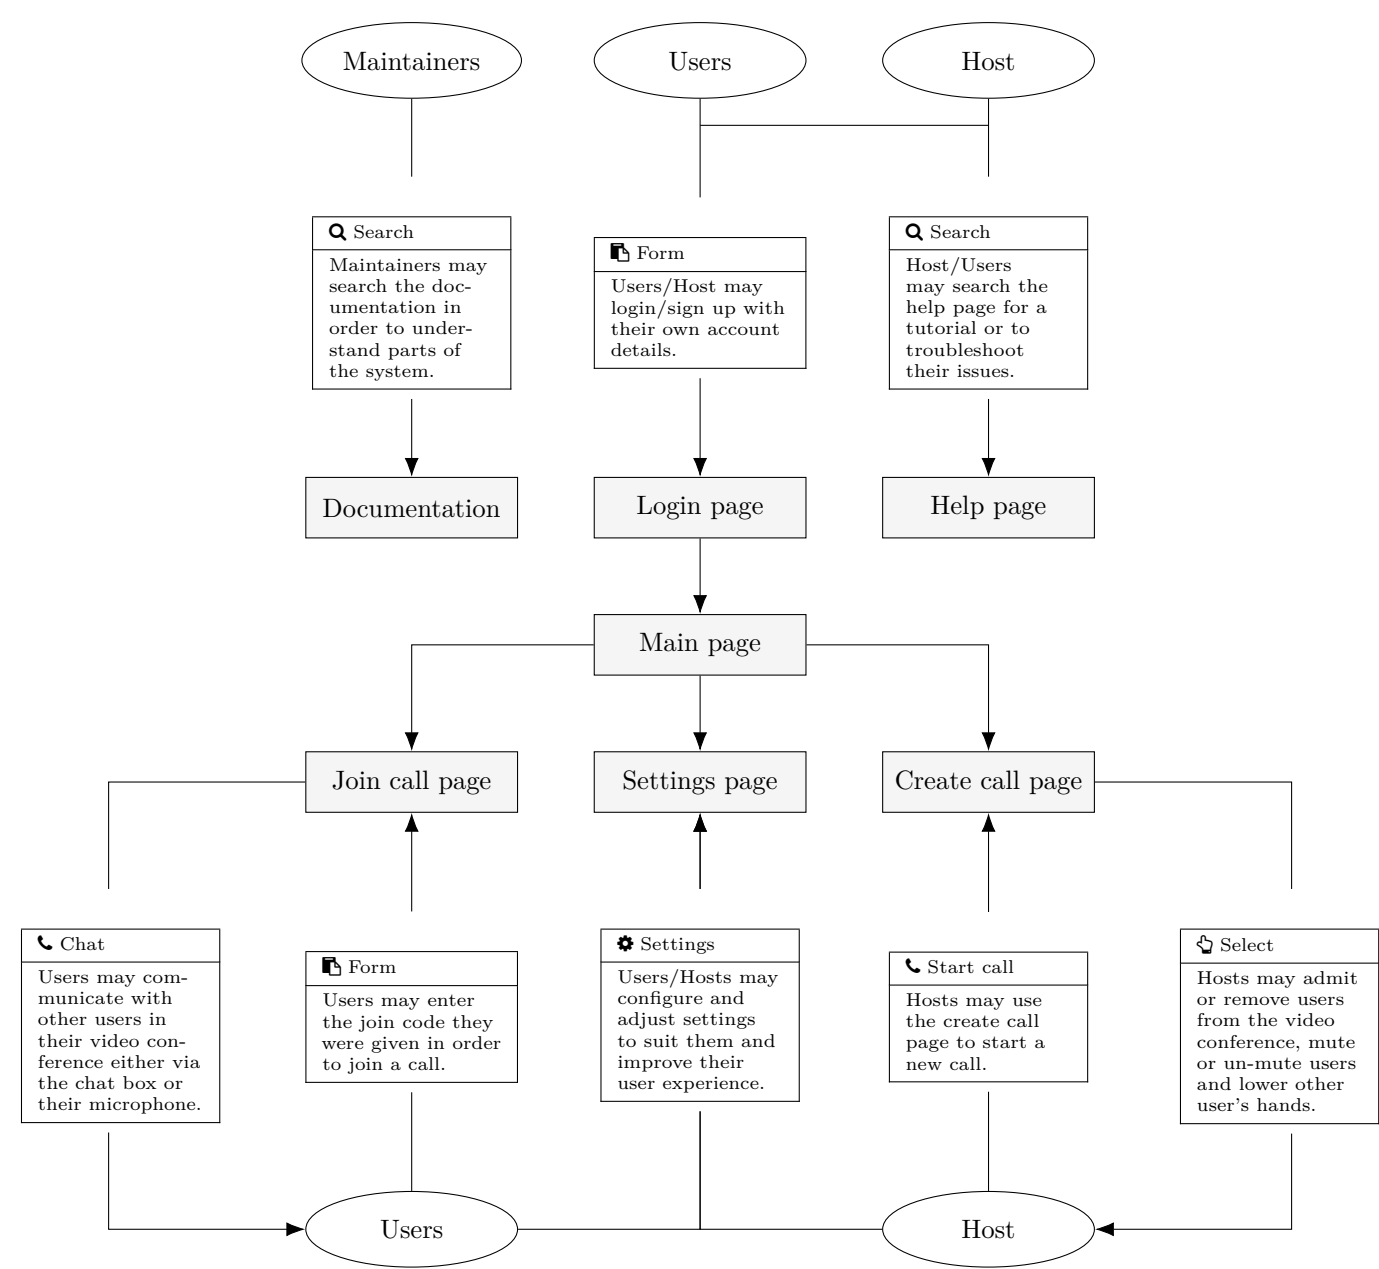 Maintainers
Users
Host
Search
Maintainers may
search the doc-
umentation in
order to under-
stand parts of
the system.
Form
Users/Host may
login/sign up with
their own account
details.
Search
Host/Users
may search the
help page for a
tutorial or to
troubleshoot
their issues.
Documentation
Login page
Help page
Main page
Join call page
Settings page
Create call page
Chat
Users may com-
municate with
other users in
their video con-
ference either via
the chat box or
their microphone.
Form
Users may enter
the join code they
were given in order
to join a call.
Settings
Users/Hosts may
configure and
adjust settings
to suit them and
improve their
user experience.
Start call
Hosts may use
the create call
page to start a
new call.
Select
Hosts may admit
or remove users
from the video
conference, mute
or un-mute users
and lower other
user's hands.
Users
Host